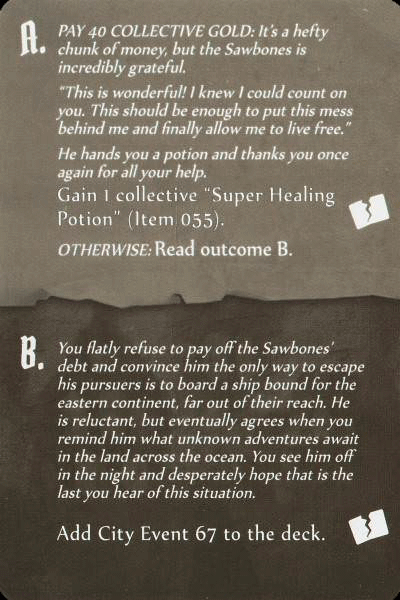 A.
PAY 40 COLLECTIVE GOLD: It's a hefty
chunk of money, but the Sawbones is
incredibly grateful.
“This is wonderful! I knew I could count on
you. This should be enough to put this mess
behind me and finally allow me to live free.”
He hands you a potion and thanks you once
again for all your help.
Gain 1 collective “Super Healing
Potion” (Item 055).
OTHERWISE: Read outcome B.
B.
You flatly refuse to pay off the Sawbones'
debt and convince him the only way to escape
his pursuers is to board a ship bound for the
eastern continent, far out of their reach. He
is reluctant, but eventually agrees when you
remind him what unknown adventures await
in the land across the ocean. You see him off
in the night and desperately hope that is the
last you hear of this situation.
Add City Event 67 to the deck.